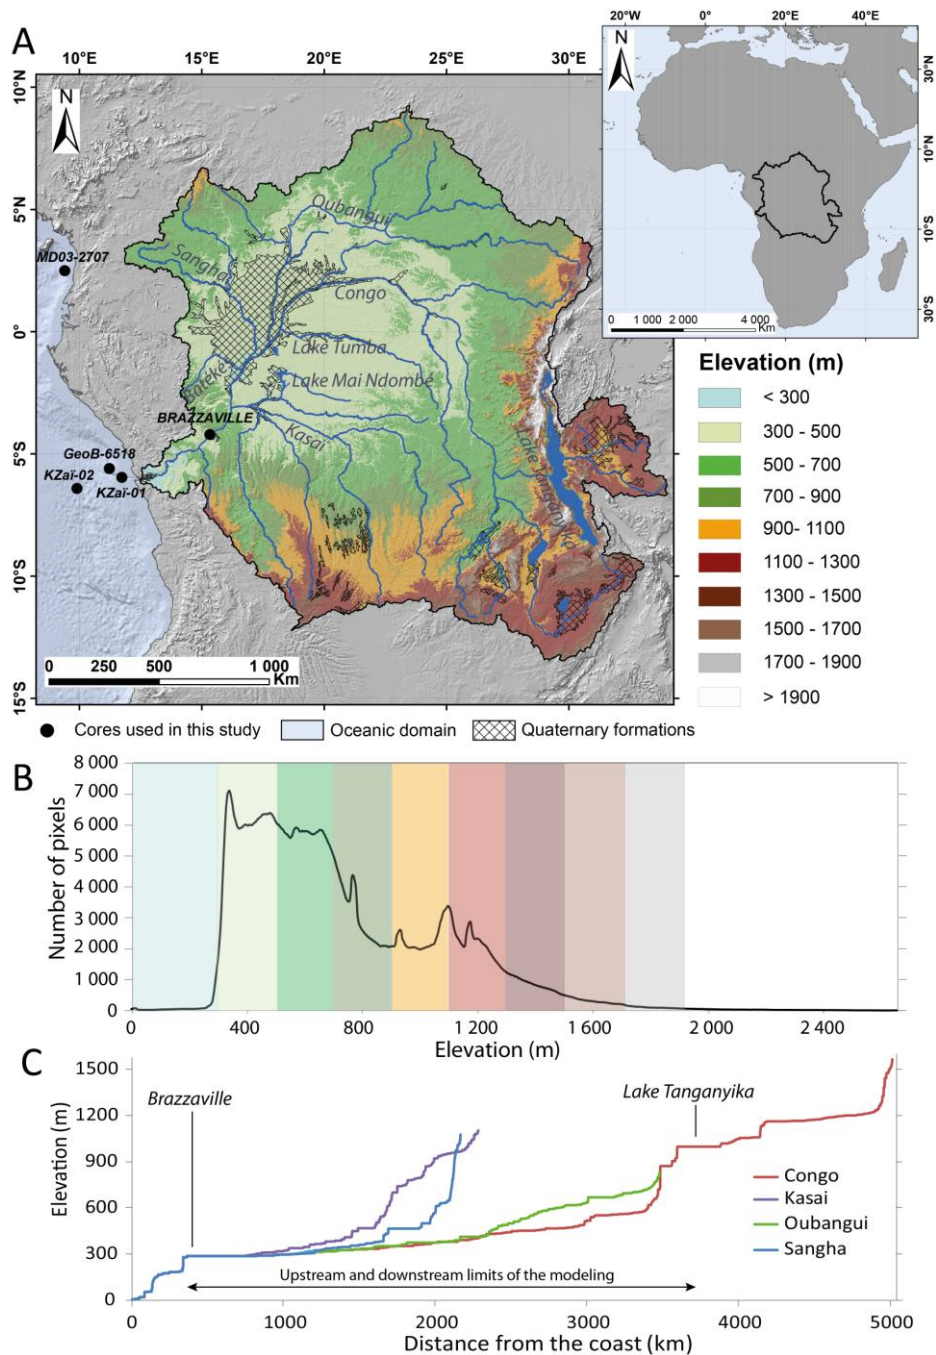 A
20°W 0° 20°E 40°E
10°E 15°E 20°E 25°E 30°E
N
N
10°N
5°N
0°
5°S
10°S
15°S
30°N
10°N
10°S
30°S
0 1 000 2 000 4 000
Km
Oubangui
Sangha
MD03-2707
Congo
Lake Tumba
Batéké
Lake Mai Ndombé
BRAZZAVILLE
Kasai
GeoB-6518
KZaï-02
KZaï-01
Lake Tanganyika
0 250 500 1 000
Km
Elevation (m)
< 300
300 - 500
500 - 700
700 - 900
900- 1100
1100 - 1300
1300 - 1500
1500 - 1700
1700 - 1900
> 1900
Cores used in this study Oceanic domain Quaternary formations
B
Number of pixels
8 000
7 000
6 000
5 000
4 000
3 000
2 000
1 000
0
0 400 800 1 200 1 600 2 000 2 400
Elevation (m)
C
Elevation (m)
1500
1200
900
600
300
0
Brazzaville
Lake Tanganyika
Congo
Kasai
Oubangui
Sangha
Upstream and downstream limits of the modeling
0 1000 2000 3000 4000 5000
Distance from the coast (km)